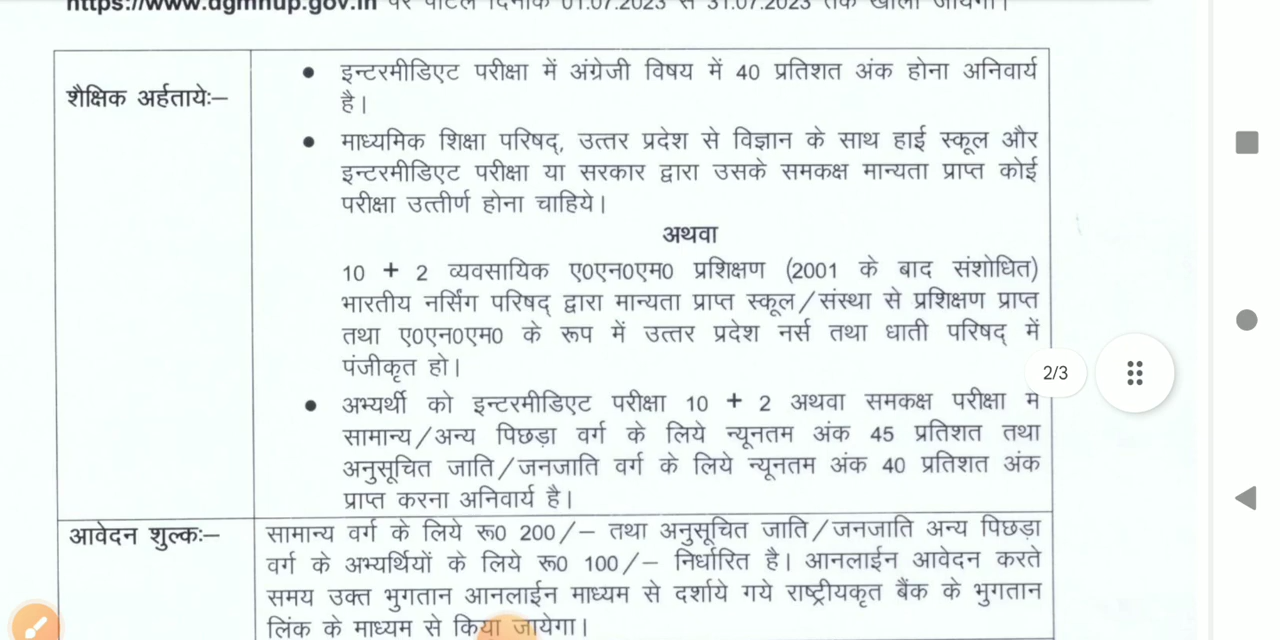 https://www.dgmhup.gov.in पर पोर्टल दिनांक 01.07.2023 से 31.07.2023 तक खोला जायेगा।
शैक्षिक अर्हतायेः–
• इन्टरमीडिएट परीक्षा में अंग्रेजी विषय में 40 प्रतिशत अंक होना अनिवार्य
है।
• माध्यमिक शिक्षा परिषद्, उत्तर प्रदेश से विज्ञान के साथ हाई स्कूल और
इन्टरमीडिएट परीक्षा या सरकार द्वारा उसके समकक्ष मान्यता प्राप्त कोई
परीक्षा उत्तीर्ण होना चाहिये।
अथवा
10 + 2 व्यवसायिक ए0एन0एम0 प्रशिक्षण (2001 के बाद संशोधित)
भारतीय नर्सिंग परिषद् द्वारा मान्यता प्राप्त स्कूल/संस्था से प्रशिक्षण प्राप्त
तथा ए0एन0एम0 के रूप में उत्तर प्रदेश नर्स तथा धाती परिषद् में
पंजीकृत हो।
2/3
• अभ्यर्थी को इन्टरमीडिएट परीक्षा 10 + 2 अथवा समकक्ष परीक्षा म
सामान्य/अन्य पिछड़ा वर्ग के लिये न्यूनतम अंक 45 प्रतिशत तथा
अनुसूचित जाति/जनजाति वर्ग के लिये न्यूनतम अंक 40 प्रतिशत अंक
प्राप्त करना अनिवार्य है।
आवेदन शुल्कः–
सामान्य वर्ग के लिये रू0 200/– तथा अनुसूचित जाति/जनजाति अन्य पिछड़ा
वर्ग के अभ्यर्थियों के लिये रू0 100/– निर्धारित है। आनलाईन आवेदन करते
समय उक्त भुगतान आनलाईन माध्यम से दर्शाये गये राष्ट्रीयकृत बैंक के भुगतान
लिंक के माध्यम से किया जायेगा।